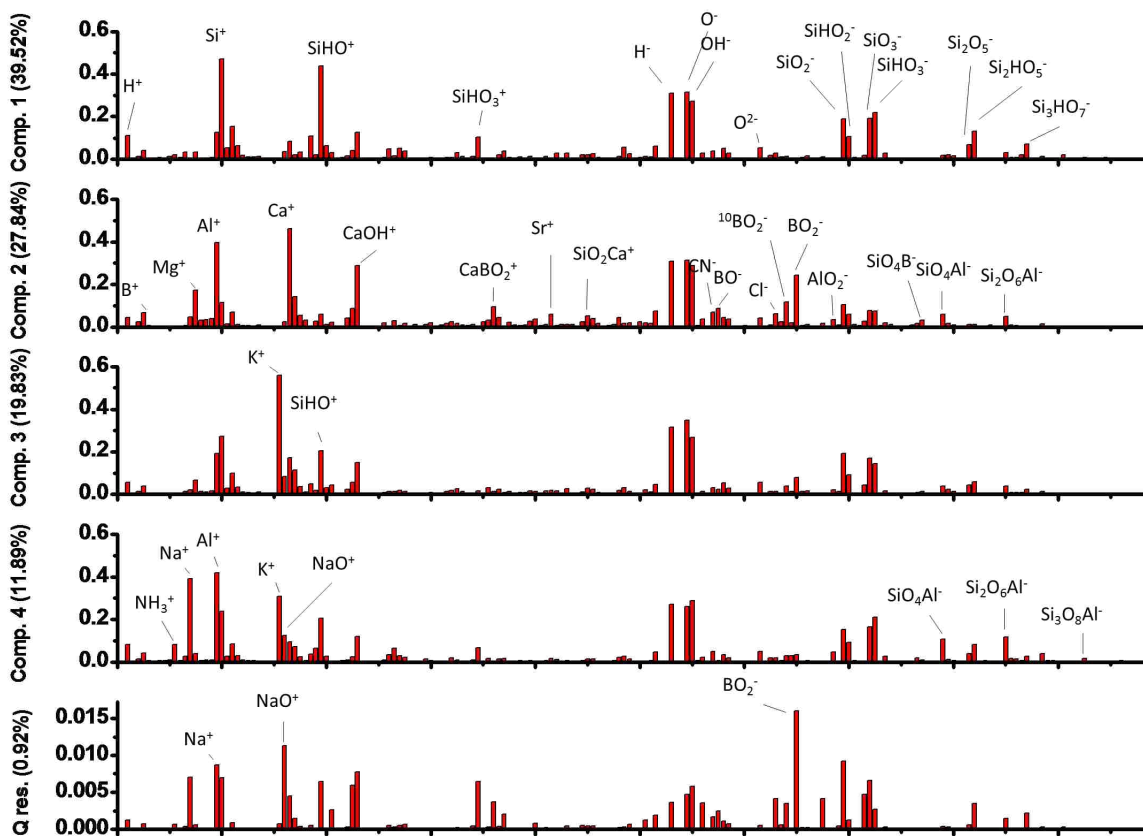 Comp. 1 (39.52%)
0.6
0.4
0.2
0.0
H⁺
Si⁺
SiHO⁺
SiHO₃⁺
H⁻
O⁻
OH⁻
O²⁻
SiO₂⁻
SiHO₂⁻
SiO₃⁻
SiHO₃⁻
Si₂O₅⁻
Si₂HO₅⁻
Si₃HO₇⁻
Comp. 2 (27.84%)
0.6
0.4
0.2
0.0
B⁺
Mg⁺
Al⁺
Ca⁺
CaOH⁺
CaBO₂⁺
Sr⁺
SiO₂Ca⁺
CN⁻
BO⁻
¹⁰BO₂⁻
Cl⁻
BO₂⁻
AlO₂⁻
SiO₄B⁻
SiO₄Al⁻
Si₂O₆Al⁻
Comp. 3 (19.83%)
0.6
0.4
0.2
0.0
K⁺
SiHO⁺
Comp. 4 (11.89%)
0.6
0.4
0.2
0.0
NH₃⁺
Na⁺
Al⁺
K⁺
NaO⁺
SiO₄Al⁻
Si₂O₆Al⁻
Si₃O₈Al⁻
Q res. (0.92%)
0.015
0.010
0.005
0.000
Na⁺
NaO⁺
BO₂⁻